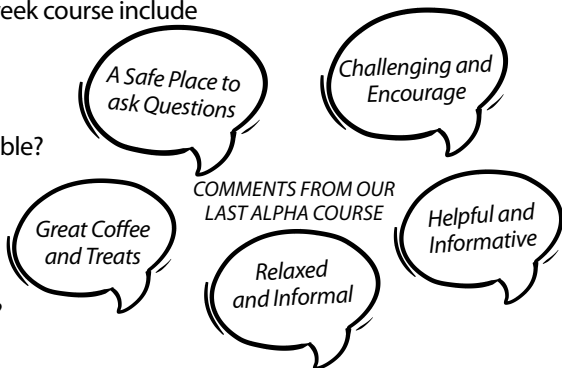 eek course include
A Safe Place to
ask Questions
Challenging and
Encourage
ble?
COMMENTS FROM OUR
LAST ALPHA COURSE
Great Coffee
and Treats
Helpful and
Informative
Relaxed
and Informal
?